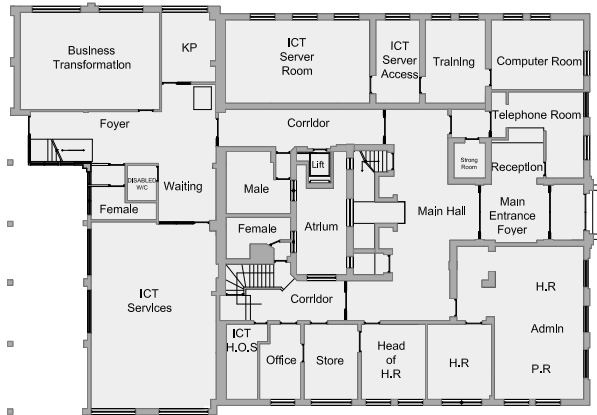 Business
Transformation
KP
ICT
Server
Room
ICT
Server
Access
Training
Computer Room
Telephone Room
Foyer
Corridor
Lift
Strong
Room
Reception
DISABLED
W/C
Waiting
Male
Female
Female
Atrium
Main Hall
Main
Entrance
Foyer
ICT
Services
Corridor
H.R
Admin
P.R
ICT
H.O.S
Office
Store
Head
of
H.R
H.R